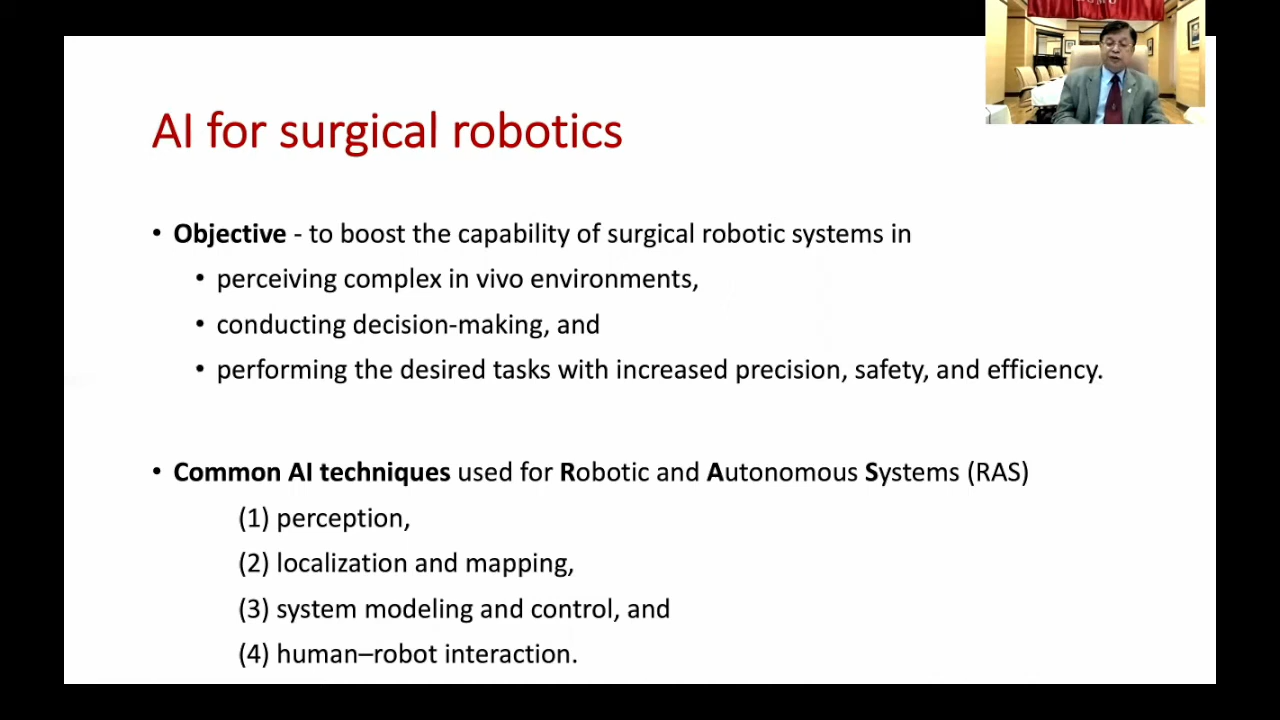 AI for surgical robotics
• Objective - to boost the capability of surgical robotic systems in
• perceiving complex in vivo environments,
• conducting decision-making, and
• performing the desired tasks with increased precision, safety, and efficiency.
• Common AI techniques used for Robotic and Autonomous Systems (RAS)
(1) perception,
(2) localization and mapping,
(3) system modeling and control, and
(4) human–robot interaction.